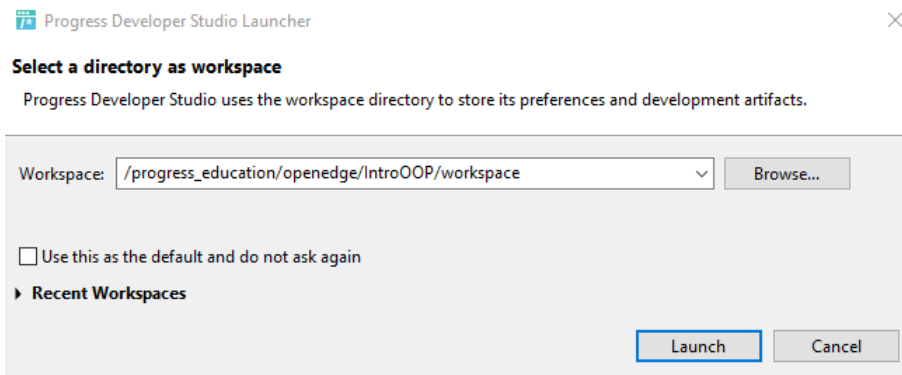 Progress Developer Studio Launcher
Select a directory as workspace
Progress Developer Studio uses the workspace directory to store its preferences and development artifacts.
Workspace: /progress_education/openedge/IntroOOP/workspace Browse...
Use this as the default and do not ask again
Recent Workspaces
Launch Cancel